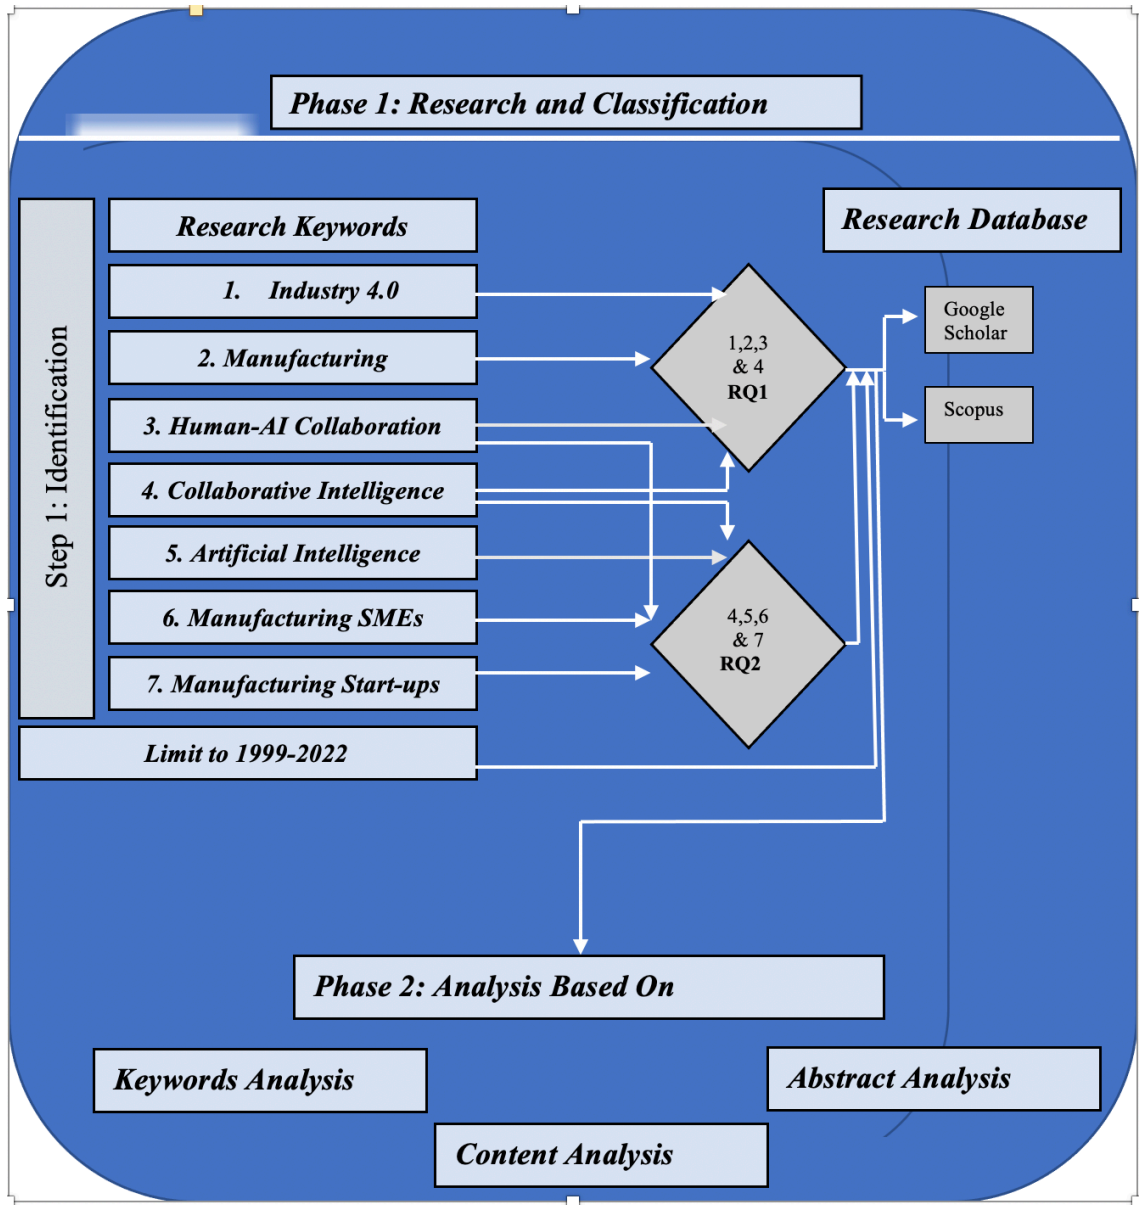 Phase 1: Research and Classification
Research Database
Step 1: Identification
Research Keywords
1. Industry 4.0
2. Manufacturing
3. Human-AI Collaboration
4. Collaborative Intelligence
5. Artificial Intelligence
6. Manufacturing SMEs
7. Manufacturing Start-ups
Limit to 1999-2022
1,2,3
& 4
RQ1
4,5,6
& 7
RQ2
Google
Scholar
Scopus
Phase 2: Analysis Based On
Keywords Analysis
Abstract Analysis
Content Analysis